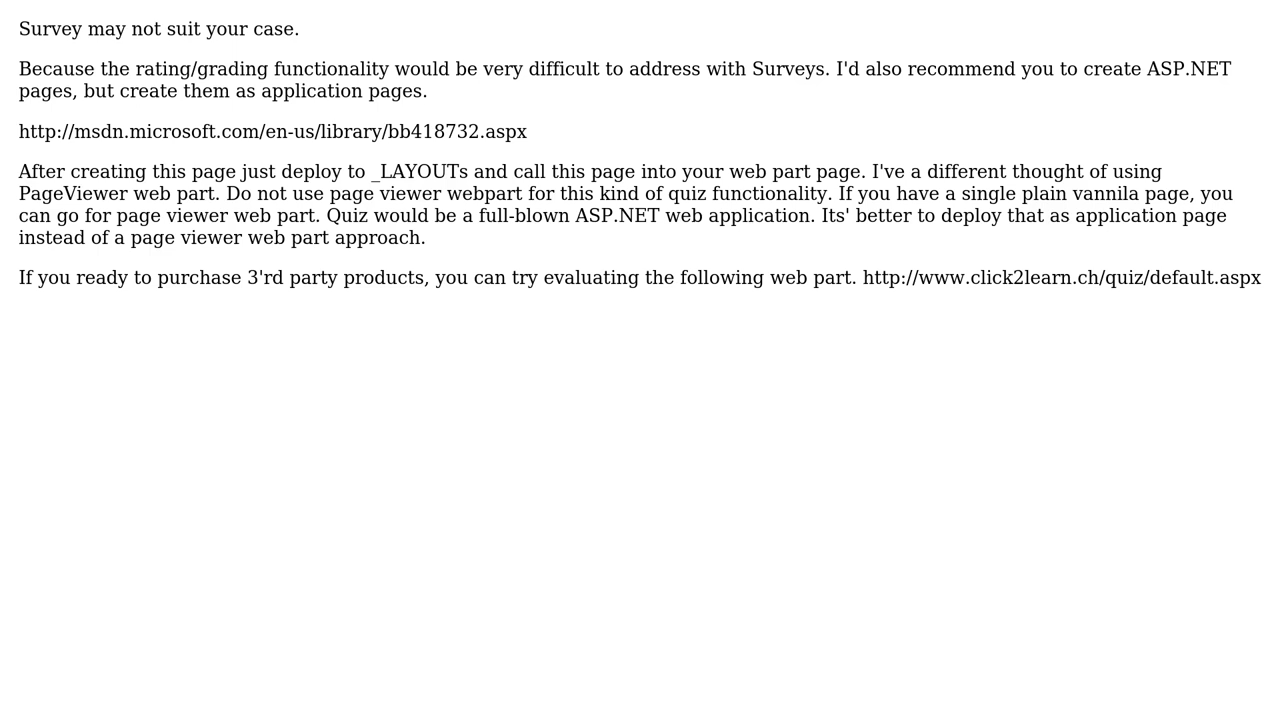 Survey may not suit your case.
Because the rating/grading functionality would be very difficult to address with Surveys. I'd also recommend you to create ASP.NET
pages, but create them as application pages.
http://msdn.microsoft.com/en-us/library/bb418732.aspx
After creating this page just deploy to _LAYOUTs and call this page into your web part page. I've a different thought of using
PageViewer web part. Do not use page viewer webpart for this kind of quiz functionality. If you have a single plain vannila page, you
can go for page viewer web part. Quiz would be a full-blown ASP.NET web application. Its' better to deploy that as application page
instead of a page viewer web part approach.
If you ready to purchase 3'rd party products, you can try evaluating the following web part. http://www.click2learn.ch/quiz/default.aspx